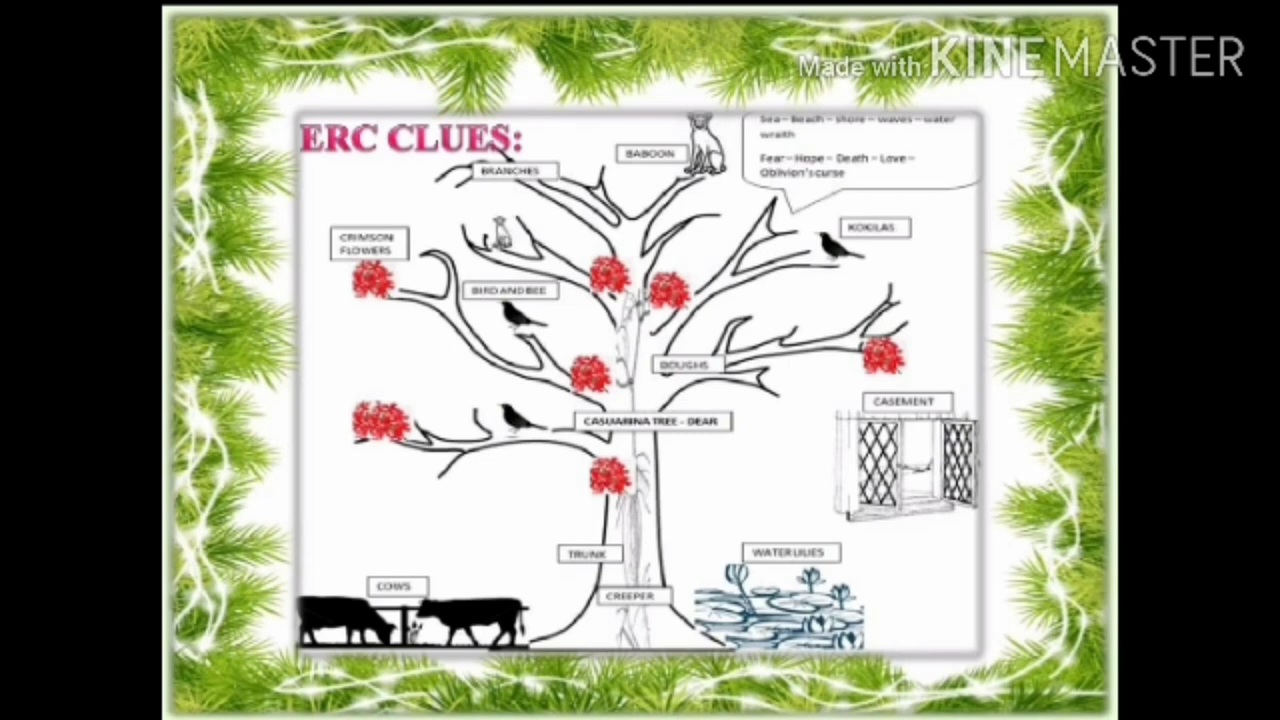 Made with KINEMASTER
ERC CLUES:
Sea – Beach – shore – waves – water
wraith
Fear – Hope – Death – Love –
Oblivion's curse
BABOON
BRANCHES
KOKILAS
CRIMSON
FLOWERS
BIRD AND BEE
BOUGHS
CASEMENT
CASUARINA TREE - DEAR
TRUNK
WATER LILIES
COWS
CREEPER